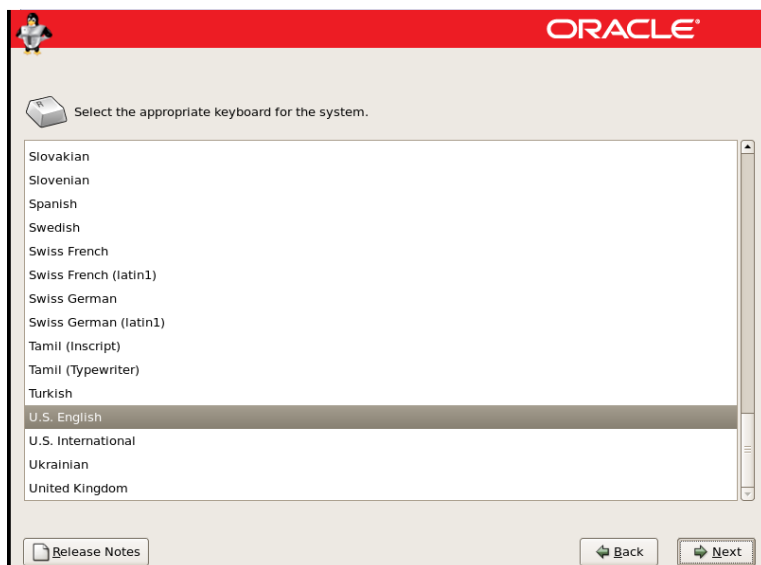 ORACLE
Select the appropriate keyboard for the system.
Slovakian
Slovenian
Spanish
Swedish
Swiss French
Swiss French (latin1)
Swiss German
Swiss German (latin1)
Tamil (Inscript)
Tamil (Typewriter)
Turkish
U.S. English
U.S. International
Ukrainian
United Kingdom
Release Notes
Back
Next